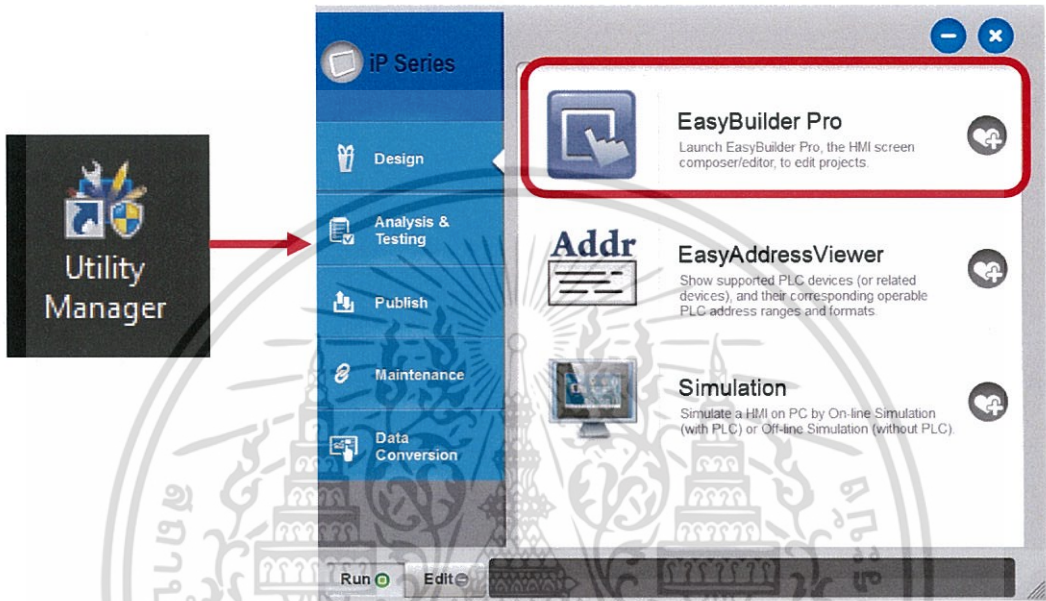 Utility
Manager
iP Series
Design
Analysis &
Testing
Publish
Maintenance
Data
Conversion
EasyBuilder Pro
Launch EasyBuilder Pro, the HMI screen
composer/editor, to edit projects.
Addr
EasyAddressViewer
Show supported PLC devices (or related
devices), and their corresponding operable
PLC address ranges and formats.
Simulation
Simulate a HMI on PC by On-line Simulation
(with PLC) or Off-line Simulation (without PLC).
Run
Edit